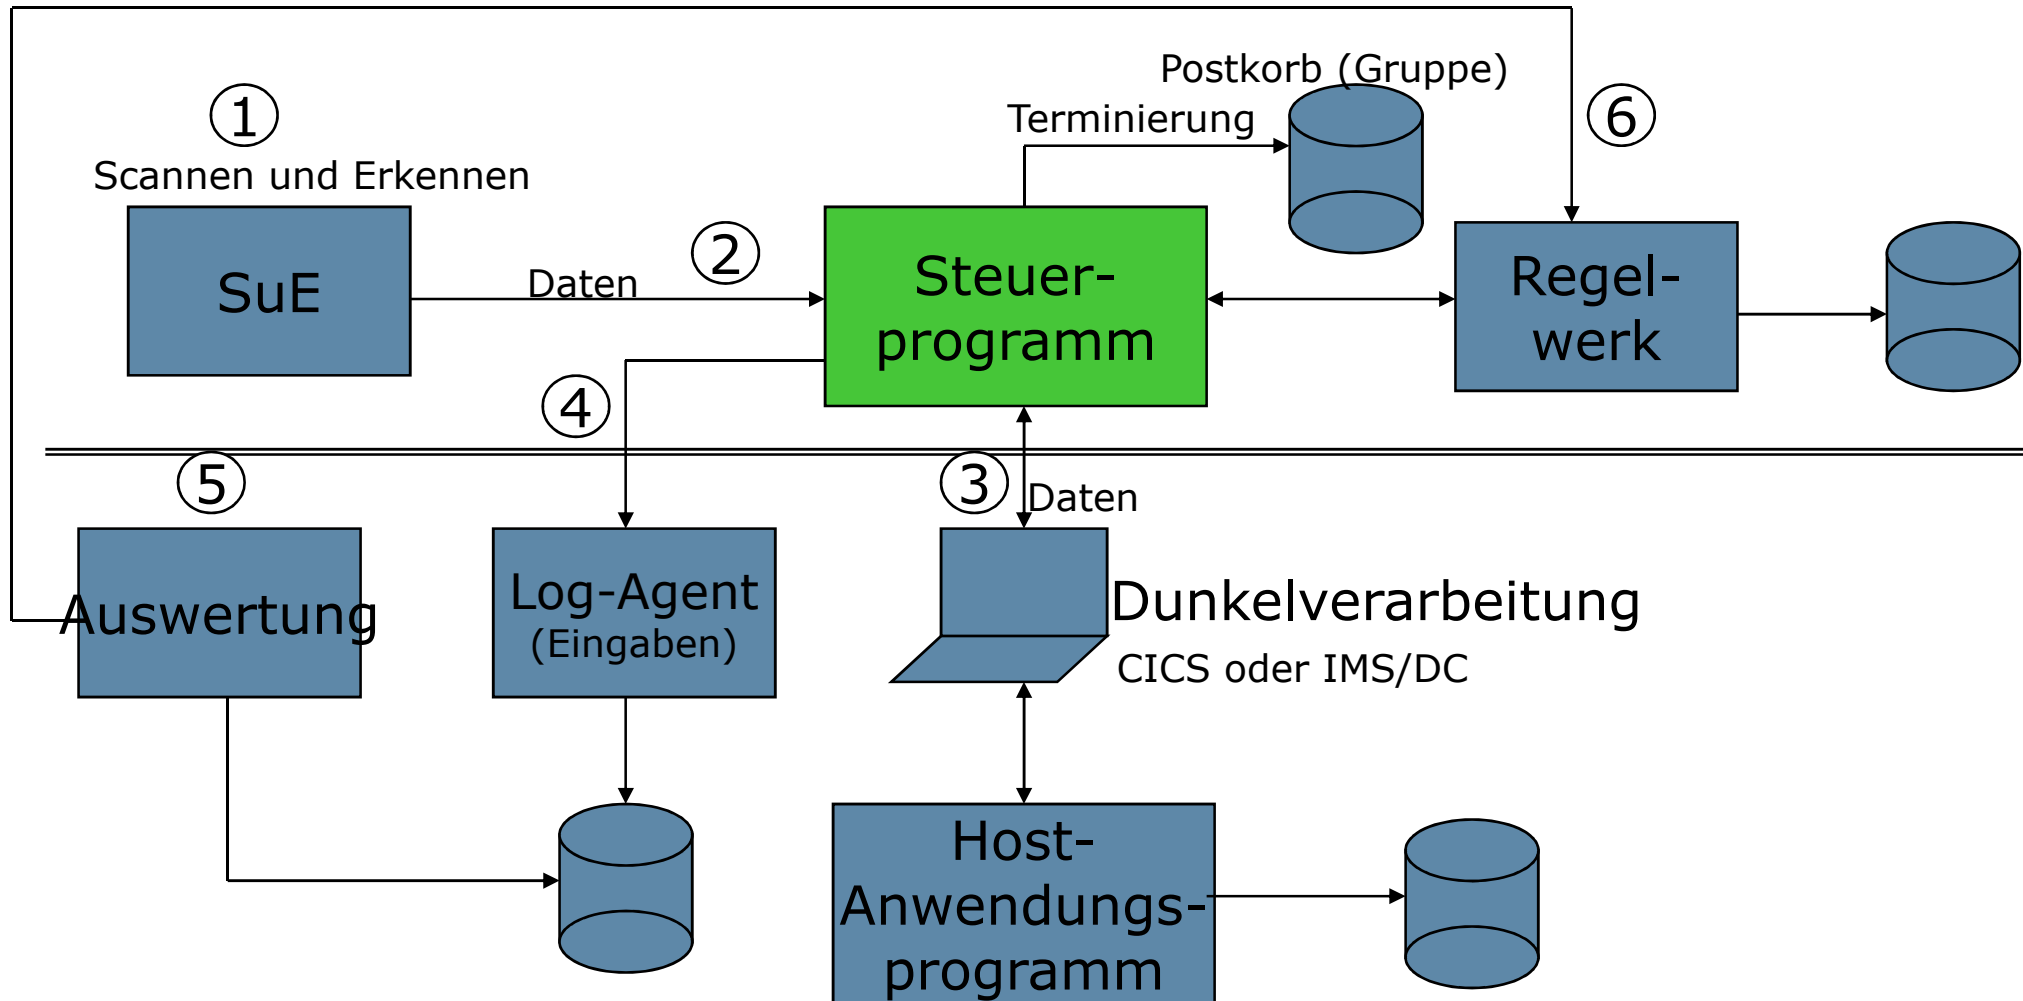 Postkorb (Gruppe)
①
Terminierung
⑥
Scannen und Erkennen
SuE
Daten
②
Steuer-
programm
Regel-
werk
④
⑤
③
Daten
Auswertung
Log-Agent
(Eingaben)
Dunkelverarbeitung
CICS oder IMS/DC
Host-
Anwendungs-
programm